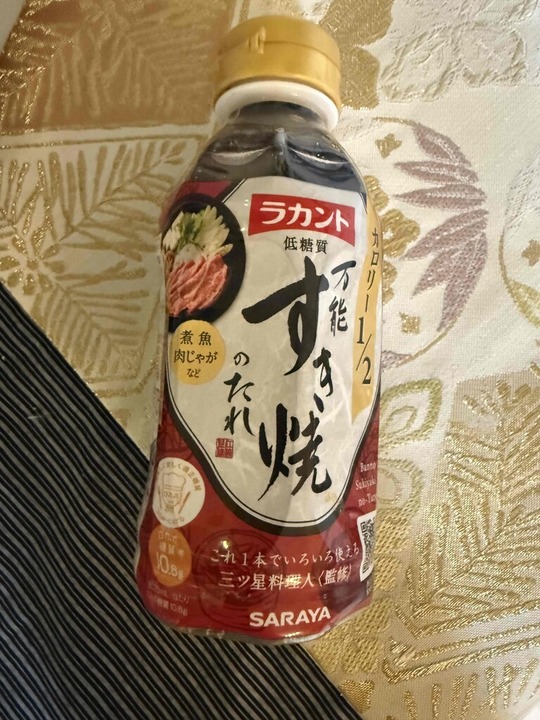 ラカント
低糖質
カロリー1/2
万能
すき焼
のたれ
煮魚
肉じゃが
など
Banno
Sukiyaki
no-Tare
10.8g
これ1本でいろいろ使える
三ツ星料理人〈監修〉
SARAYA